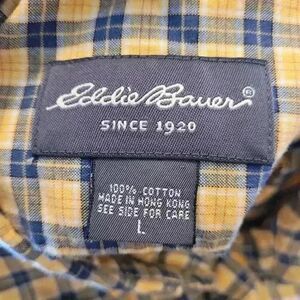 Eddie Bauer®
SINCE 1920
100% COTTON
MADE IN HONG KONG
SEE SIDE FOR CARE
L